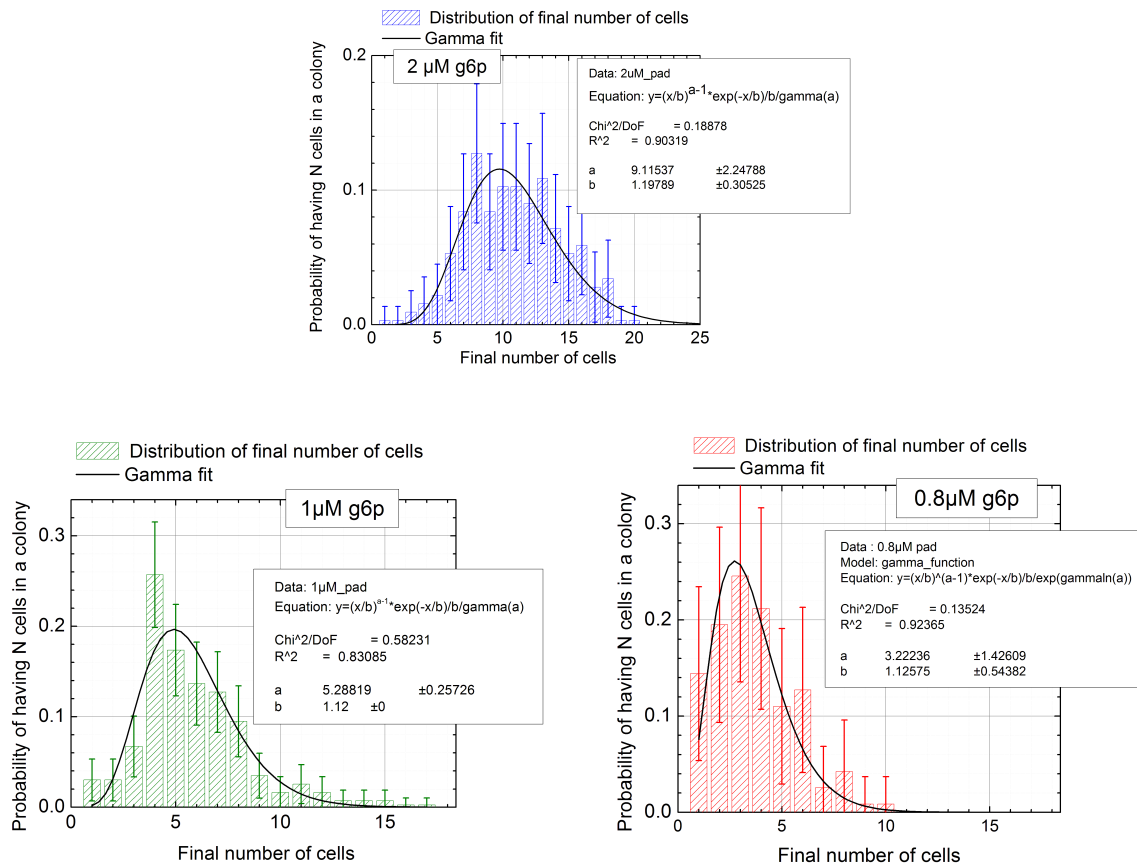 Distribution of final number of cells
Gamma fit
2 µM g6p
Data: 2uM_pad
Equation: y=(x/b)^a-1*exp(-x/b)/b/gamma(a)
Chi^2/DoF = 0.18878
R^2 = 0.90319
a 9.11537 ±2.24788
b 1.19789 ±0.30525
Probability of having N cells in a colony
0.2
0.1
0.0
0 5 10 15 20 25
Final number of cells
Distribution of final number of cells
Gamma fit
1µM g6p
Data: 1µM_pad
Equation: y=(x/b)^a-1*exp(-x/b)/b/gamma(a)
Chi^2/DoF = 0.58231
R^2 = 0.83085
a 5.28819 ±0.25726
b 1.12 ±0
Probability of having N cells in a colony
0.3
0.2
0.1
0.0
0 5 10 15
Final number of cells
Distribution of final number of cells
Gamma fit
0.8µM g6p
Data : 0.8µM pad
Model: gamma_function
Equation: y=(x/b)^(a-1)*exp(-x/b)/b/exp(gammaln(a))
Chi^2/DoF = 0.13524
R^2 = 0.92365
a 3.22236 ±1.42609
b 1.12575 ±0.54382
Probability of having N cells in a colony
0.3
0.2
0.1
0.0
0 5 10 15
Final number of cells